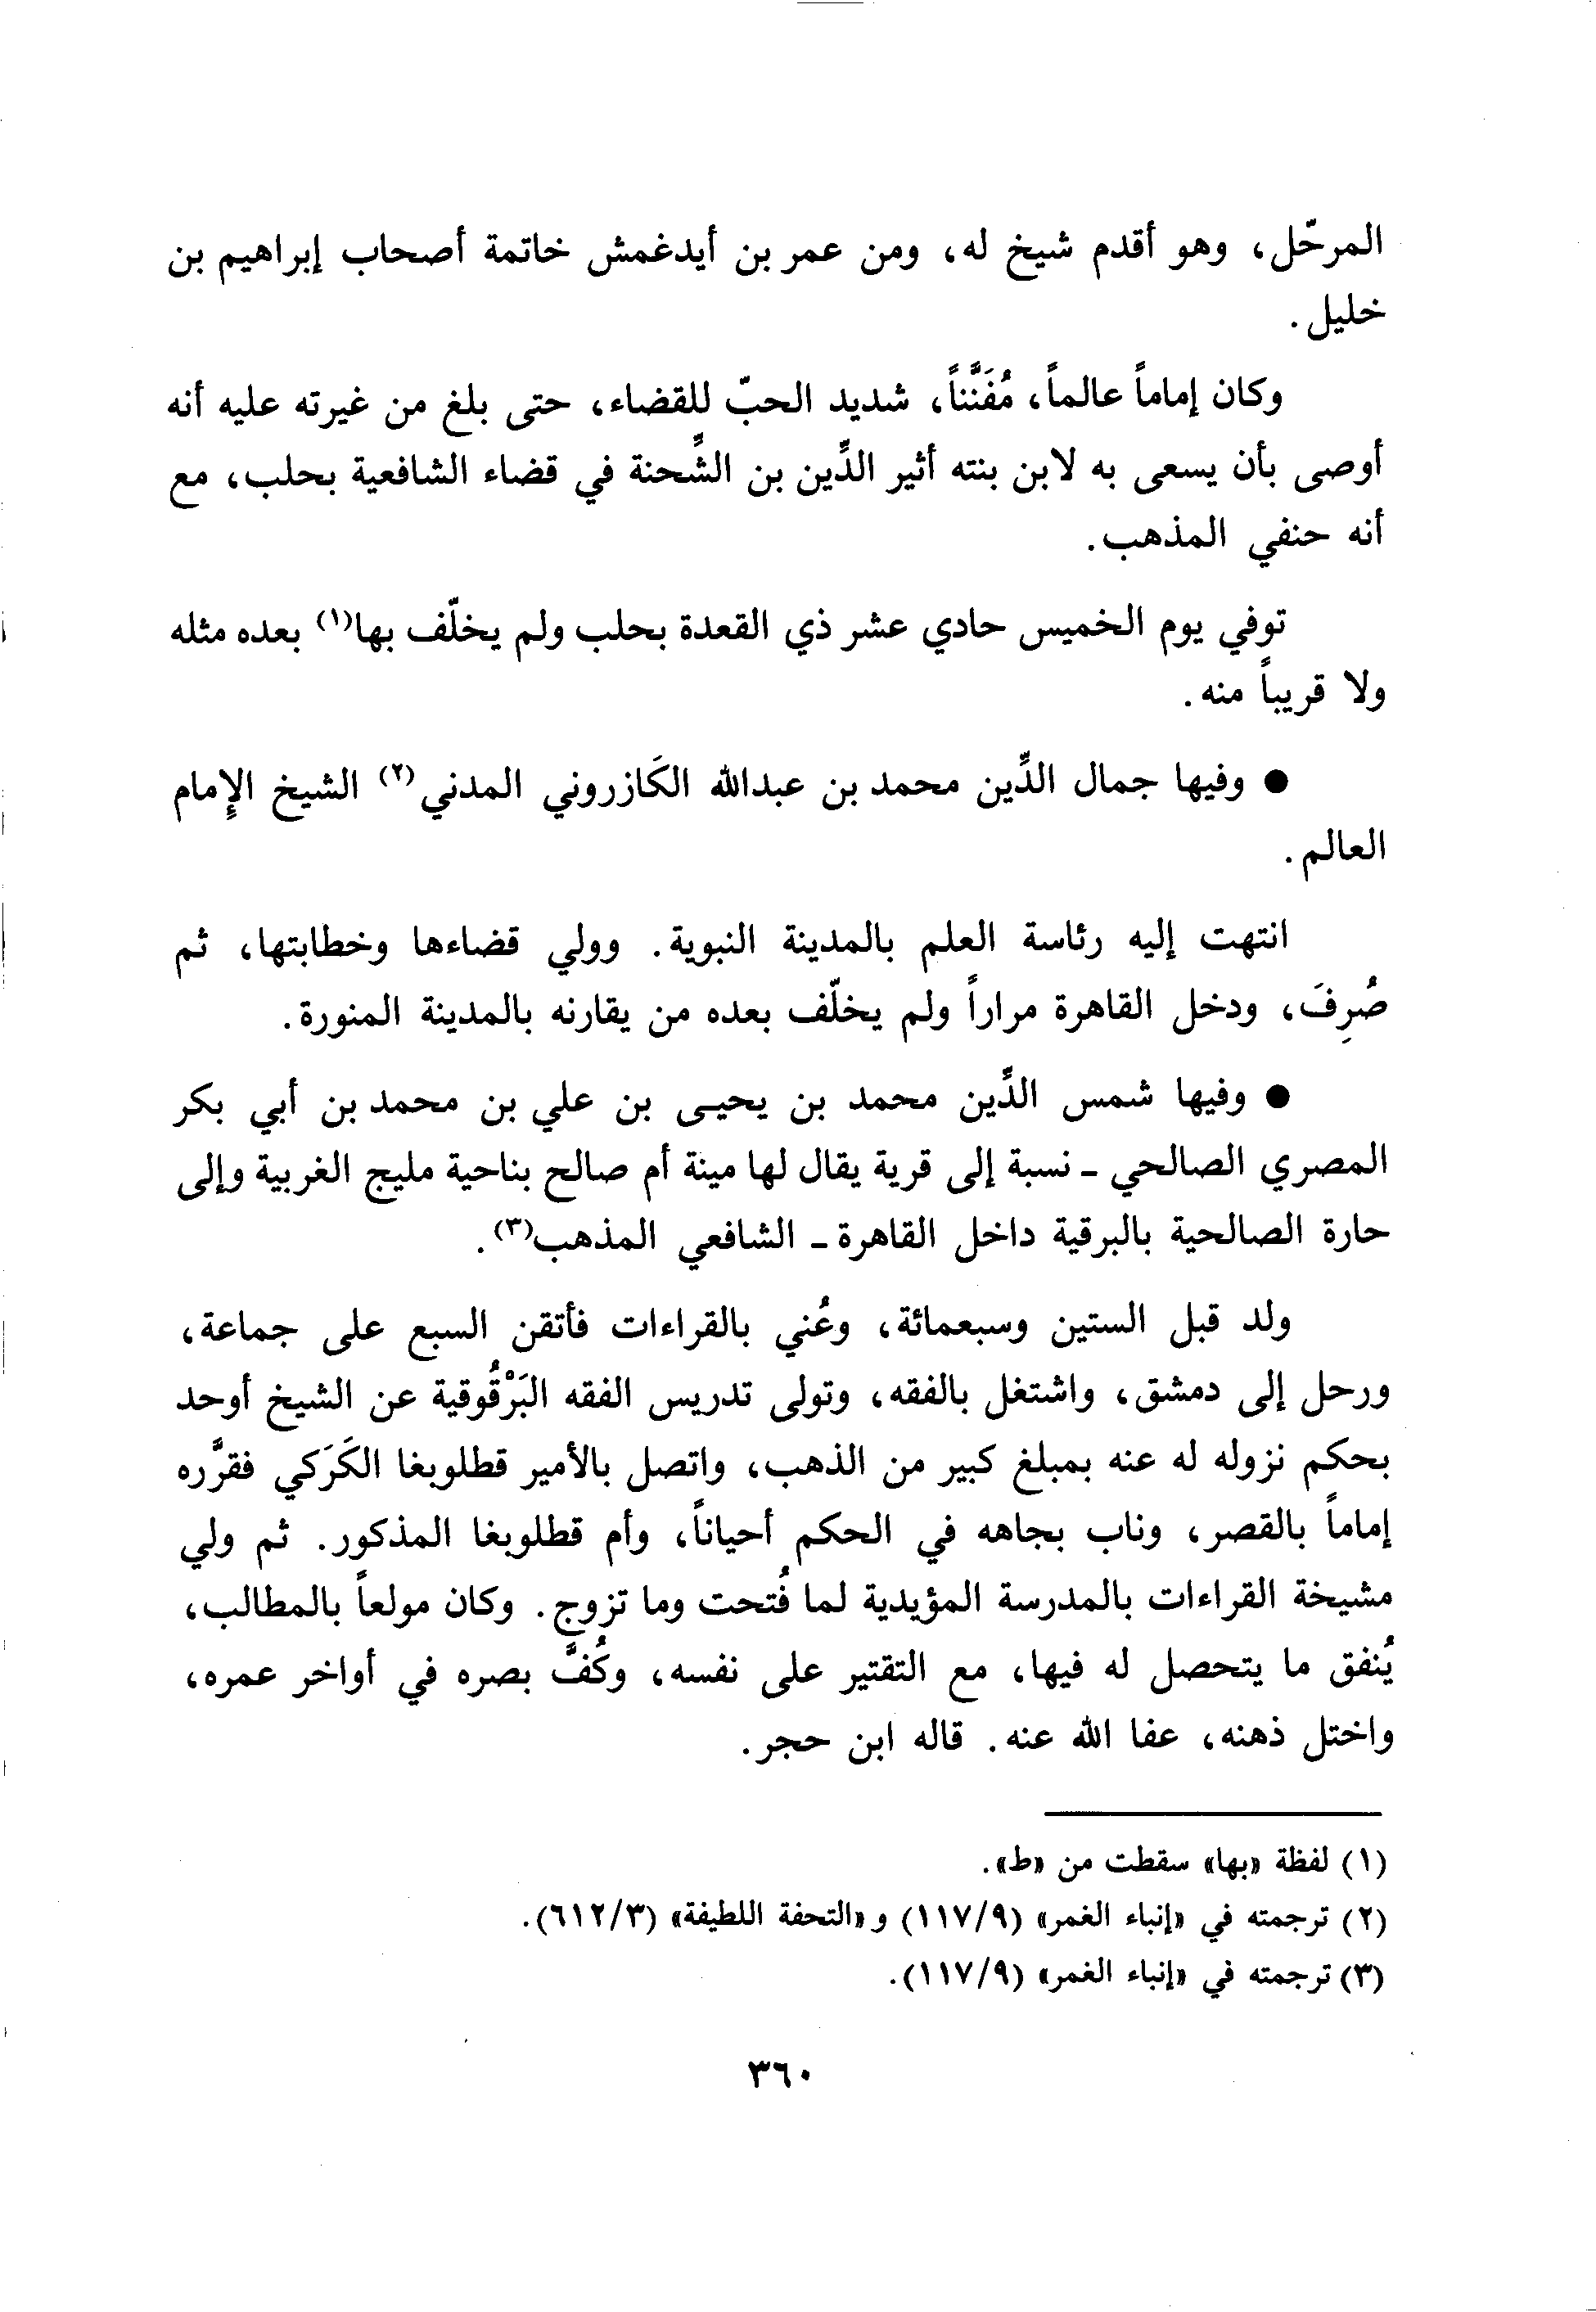 المرحّل، وهو أقدم شيخ له، ومن عمر بن أيدغمش خاتمة أصحاب إبراهيم بن
خليل.
وكان إماماً عالماً، مُفَنَّناً، شديد الحبّ للقضاء، حتى بلغ من غيرته عليه أنه
أوصى بأن يسعى به لابن بنته أثير الدِّين بن الشِّحنة في قضاء الشافعية بحلب، مع
أنه حنفي المذهب.
توفي يوم الخميس حادي عشر ذي القعدة بحلب ولم يخلّف بها(١) بعده مثله
ولا قريباً منه.
● وفيها جمال الدِّين محمد بن عبدالله الكَازروني المدني(٢) الشيخ الإِمام
العالم.
انتهت إليه رئاسة العلم بالمدينة النبوية. وولي قضاءها وخطابتها، ثم
صُرِفَ، ودخل القاهرة مراراً ولم يخلّف بعده من يقارنه بالمدينة المنورة.
● وفيها شمس الدِّين محمد بن يحيـى بن علي بن محمد بن أبي بكر
المصري الصالحي ـ نسبة إلى قرية يقال لها مينة أم صالح بناحية مليج الغربية وإلى
حارة الصالحية بالبرقية داخل القاهرة ـ الشافعي المذهب(٣).
ولد قبل الستين وسبعمائة، وعُني بالقراءات فأتقن السبع على جماعة،
ورحل إلى دمشق، واشتغل بالفقه، وتولى تدريس الفقه البَرْقُوقية عن الشيخ أوحد
بحكم نزوله له عنه بمبلغ كبير من الذهب، واتصل بالأمير قطلوبغا الكَرَكي فقرَّره
إماماً بالقصر، وناب بجاهه في الحكم أحياناً، وأم قطلوبغا المذكور. ثم ولي
مشيخة القراءات بالمدرسة المؤيدية لما فُتحت وما تزوج. وكان مولعاً بالمطالب،
يُنفق ما يتحصل له فيها، مع التقتير على نفسه، وكُفَّ بصره في أواخر عمره،
واختل ذهنه، عفا الله عنه. قاله ابن حجر.
(١) لفظة «بها» سقطت من «ط».
(٢) ترجمته في «إنباء الغمر» (١١٧/٩) و «التحفة اللطيفة» (٦١٢/٣).
(٣) ترجمته في «إنباء الغمر» (١١٧/٩).
٣٦٠